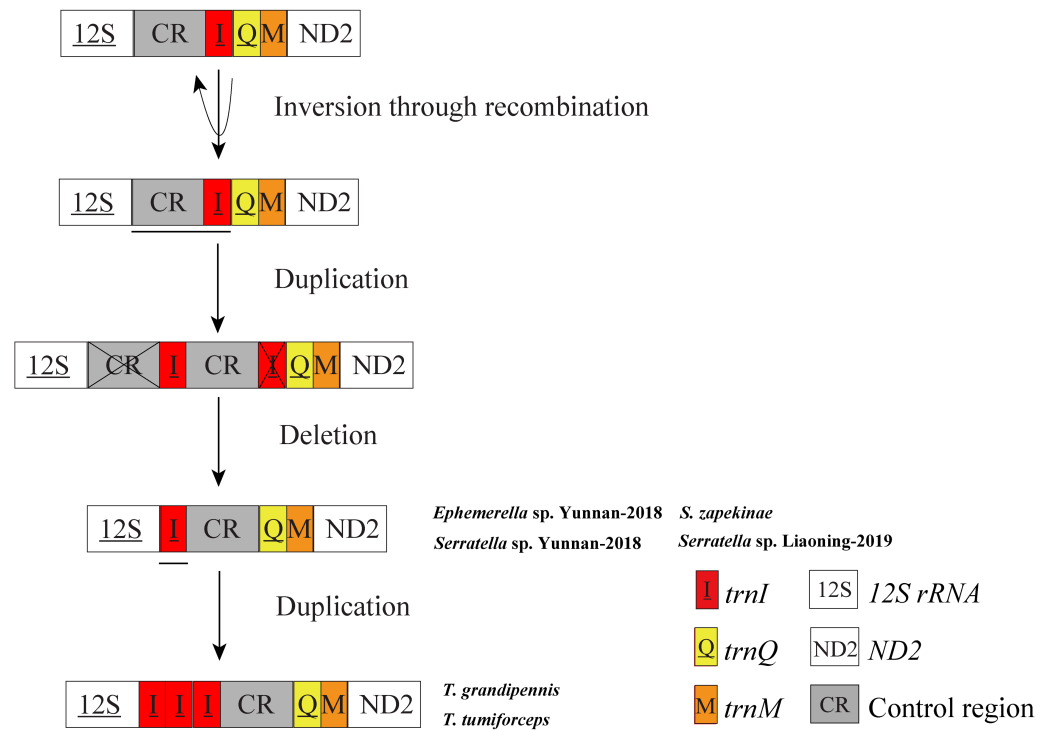 12S CR I Q M ND2
Inversion through recombination
12S CR I Q M ND2
Duplication
12S CR I CR I Q M ND2
Deletion
12S I CR Q M ND2
Ephemerella sp. Yunnan-2018 S. zapekinae
Serratella sp. Yunnan-2018 Serratella sp. Liaoning-2019
Duplication
I trnI 12S 12S rRNA
Q trnQ ND2 ND2
12S I I I CR Q M ND2
T. grandipennis
T. tumiforceps
M trnM CR Control region